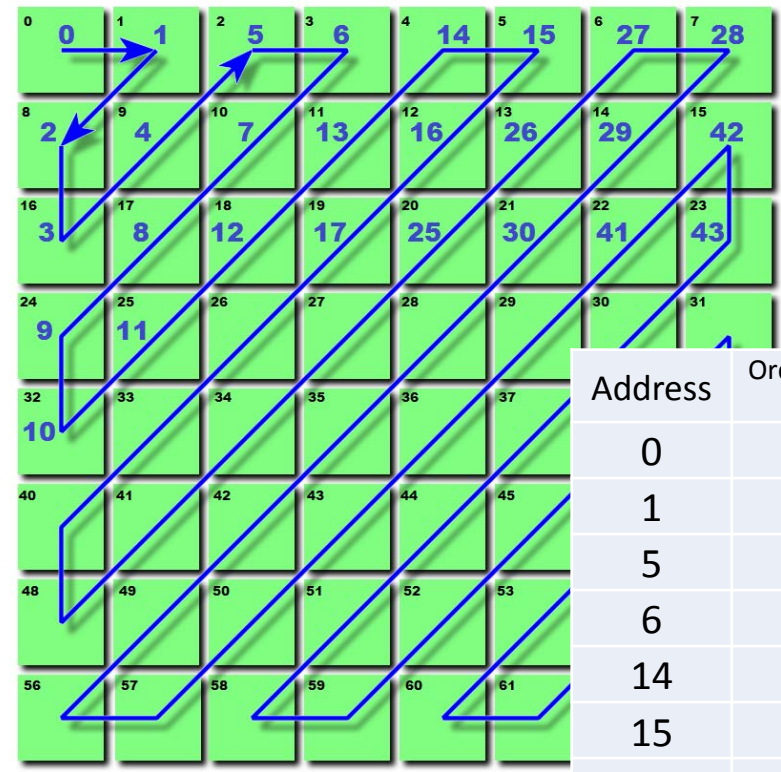 0 1 2 3 4 5 6 7
0 1 5 6 14 15 27 28
8 9 10 11 12 13 14 15
2 4 7 13 16 26 29 42
16 17 18 19 20 21 22 23
3 8 12 17 25 30 41 43
24 25 26 27 28 29 30 31
9 11
32 33 34 35 36 37
10
40 41 42 43 44 45
48 49 50 51 52 53
56 57 58 59 60 61
Address
0
1
5
6
14
15